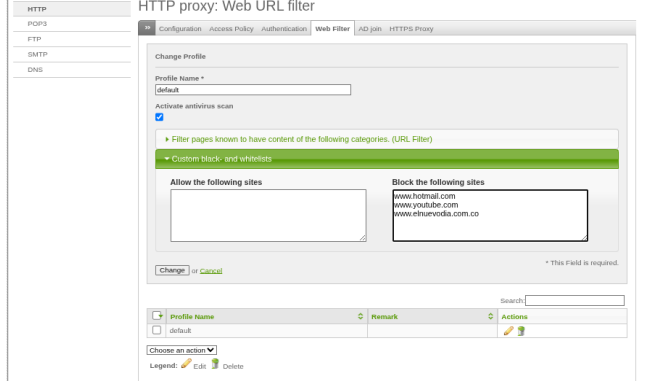 HTTP
POP3
FTP
SMTP
DNS
HTTP proxy: Web URL filter
» Configuration Access Policy Authentication Web Filter AD join HTTPS Proxy
Change Profile
Profile Name *
default
Activate antivirus scan
Filter pages known to have content of the following categories. (URL Filter)
Custom black- and whitelists
Allow the following sites
Block the following sites
www.hotmail.com
www.youtube.com
www.elnuevodia.com.co
* This Field is required.
Change or Cancel
Search:
Profile Name Remark Actions
default
Choose an action
Legend: Edit Delete